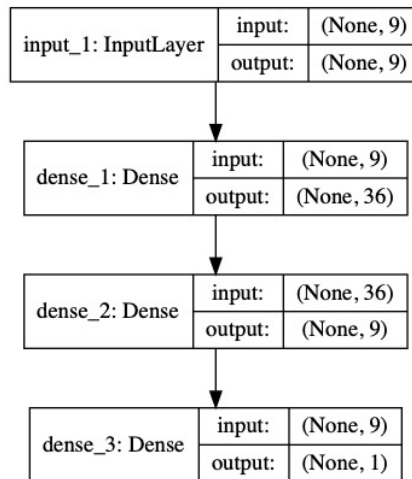 input_1: InputLayer
input: (None, 9)
output: (None, 9)
dense_1: Dense
input: (None, 9)
output: (None, 36)
dense_2: Dense
input: (None, 36)
output: (None, 9)
dense_3: Dense
input: (None, 9)
output: (None, 1)